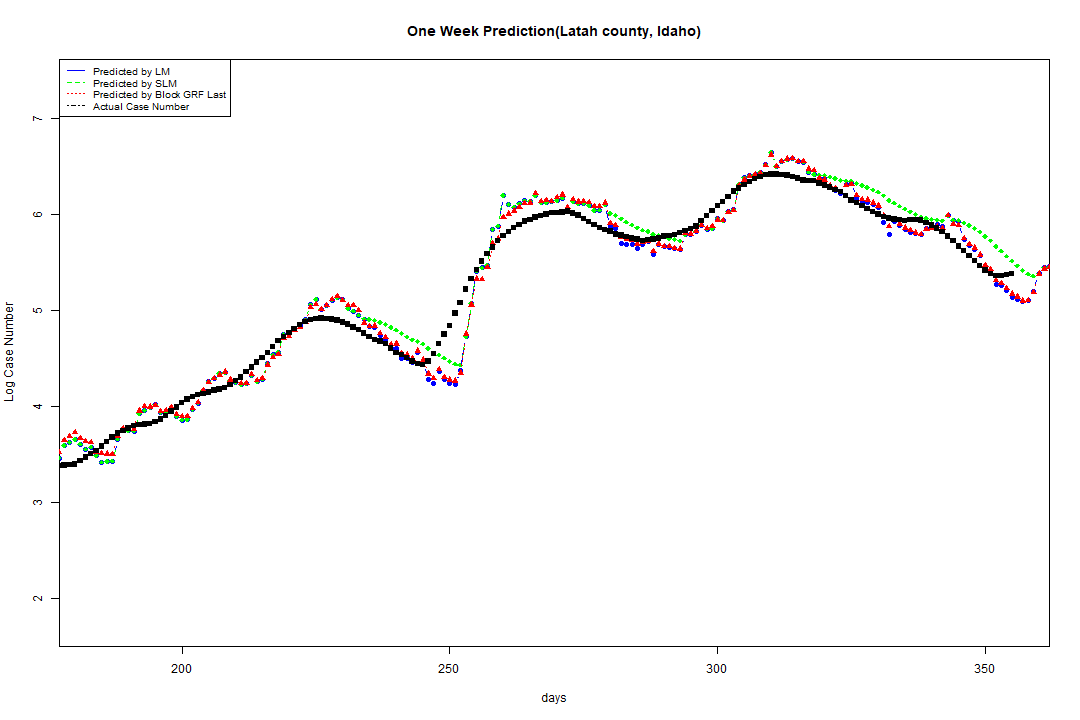 One Week Prediction(Latah county, Idaho)
Predicted by LM
Predicted by SLM
Predicted by Block GRF Last
Actual Case Number
Log Case Number
7
6
5
4
3
2
200
250
300
350
days